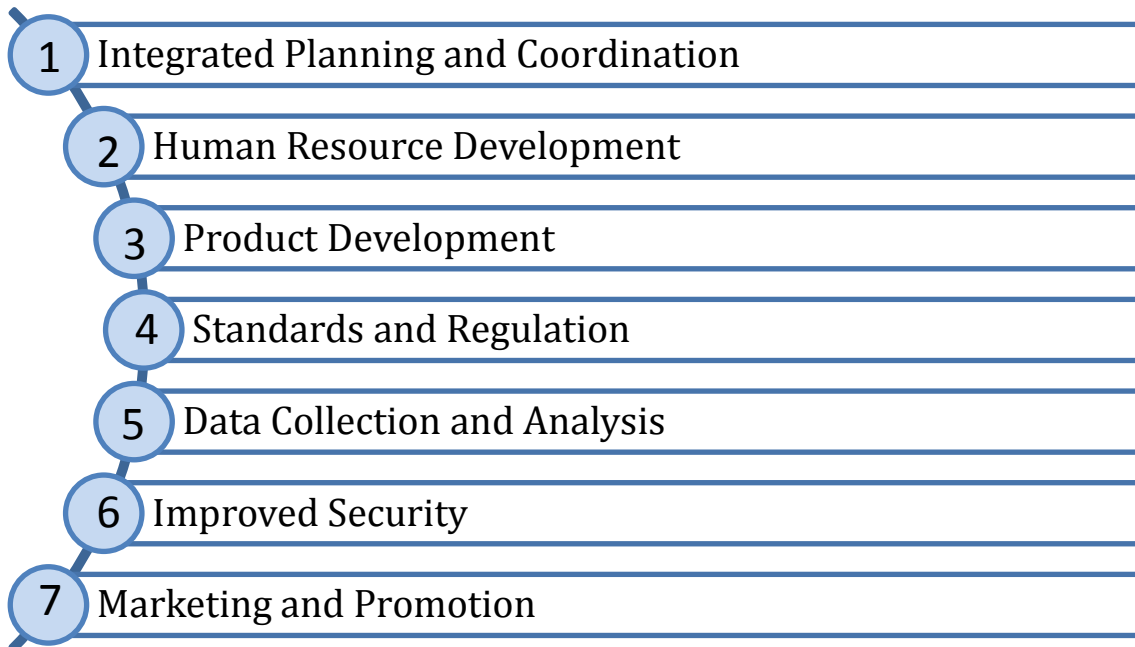 1 Integrated Planning and Coordination
2 Human Resource Development
3 Product Development
4 Standards and Regulation
5 Data Collection and Analysis
6 Improved Security
7 Marketing and Promotion